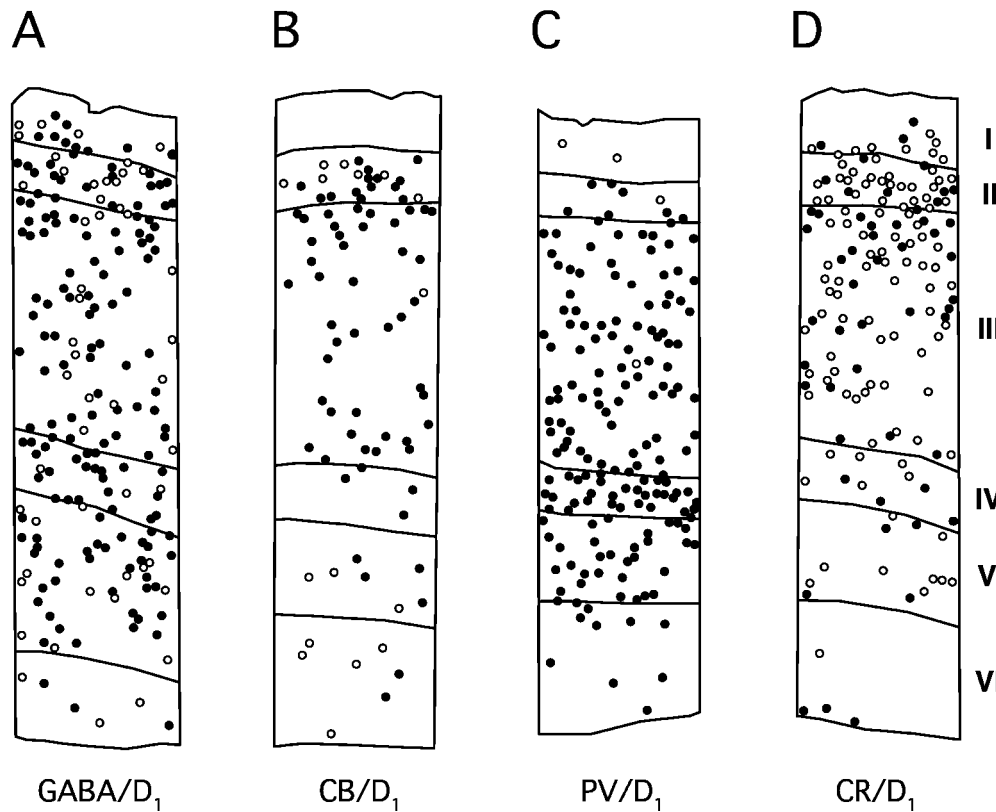 A B C D
I
II
III
IV
V
VI
GABA/D₁ CB/D₁ PV/D₁ CR/D₁